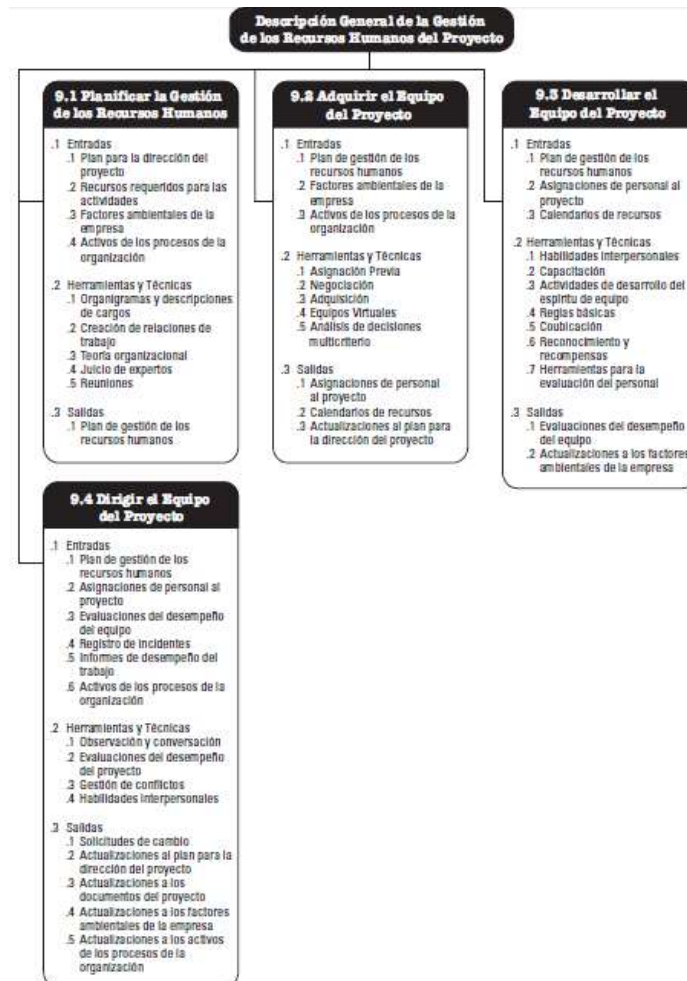 Descripción General de la Gestión
de los Recursos Humanos del Proyecto
9.1 Planificar la Gestión
de los Recursos Humanos
.1 Entradas
.1 Plan para la dirección del
proyecto
.2 Recursos requeridos para las
actividades
.3 Factores ambientales de la
empresa
.4 Activos de los procesos de la
organización
.2 Herramientas y Técnicas
.1 Organigramas y descripciones
de cargos
.2 Creación de relaciones de
trabajo
.3 Teoría organizacional
.4 Juicio de expertos
.5 Reuniones
.3 Salidas
.1 Plan de gestión de los
recursos humanos
9.2 Adquirir el Equipo
del Proyecto
.1 Entradas
.1 Plan de gestión de los
recursos humanos
.2 Factores ambientales de la
empresa
.3 Activos de los procesos de la
organización
.2 Herramientas y Técnicas
.1 Asignación Previa
.2 Negociación
.3 Adquisición
.4 Equipos Virtuales
.5 Análisis de decisiones
multicriterio
.3 Salidas
.1 Asignaciones de personal
al proyecto
.2 Calendarios de recursos
.3 Actualizaciones al plan para
la dirección del proyecto
9.3 Desarrollar el
Equipo del Proyecto
.1 Entradas
.1 Plan de gestión de los
recursos humanos
.2 Asignaciones de personal al
proyecto
.3 Calendarios de recursos
.2 Herramientas y Técnicas
.1 Habilidades interpersonales
.2 Capacitación
.3 Actividades de desarrollo del
espíritu de equipo
.4 Reglas básicas
.5 Coubicación
.6 Reconocimiento y
recompensas
.7 Herramientas para la
evaluación del personal
.3 Salidas
.1 Evaluaciones del desempeño
del equipo
.2 Actualizaciones a los factores
ambientales de la empresa
9.4 Dirigir el Equipo
del Proyecto
.1 Entradas
.1 Plan de gestión de los
recursos humanos
.2 Asignaciones de personal al
proyecto
.3 Evaluaciones del desempeño
del equipo
.4 Registro de incidentes
.5 Informes de desempeño del
trabajo
.6 Activos de los procesos de la
organización
.2 Herramientas y Técnicas
.1 Observación y conversación
.2 Evaluaciones del desempeño
del proyecto
.3 Gestión de conflictos
.4 Habilidades interpersonales
.3 Salidas
.1 Solicitudes de cambio
.2 Actualizaciones al plan para la
dirección del proyecto
.3 Actualizaciones a los
documentos del proyecto
.4 Actualizaciones a los factores
ambientales de la empresa
.5 Actualizaciones a los activos
de los procesos de la
organización